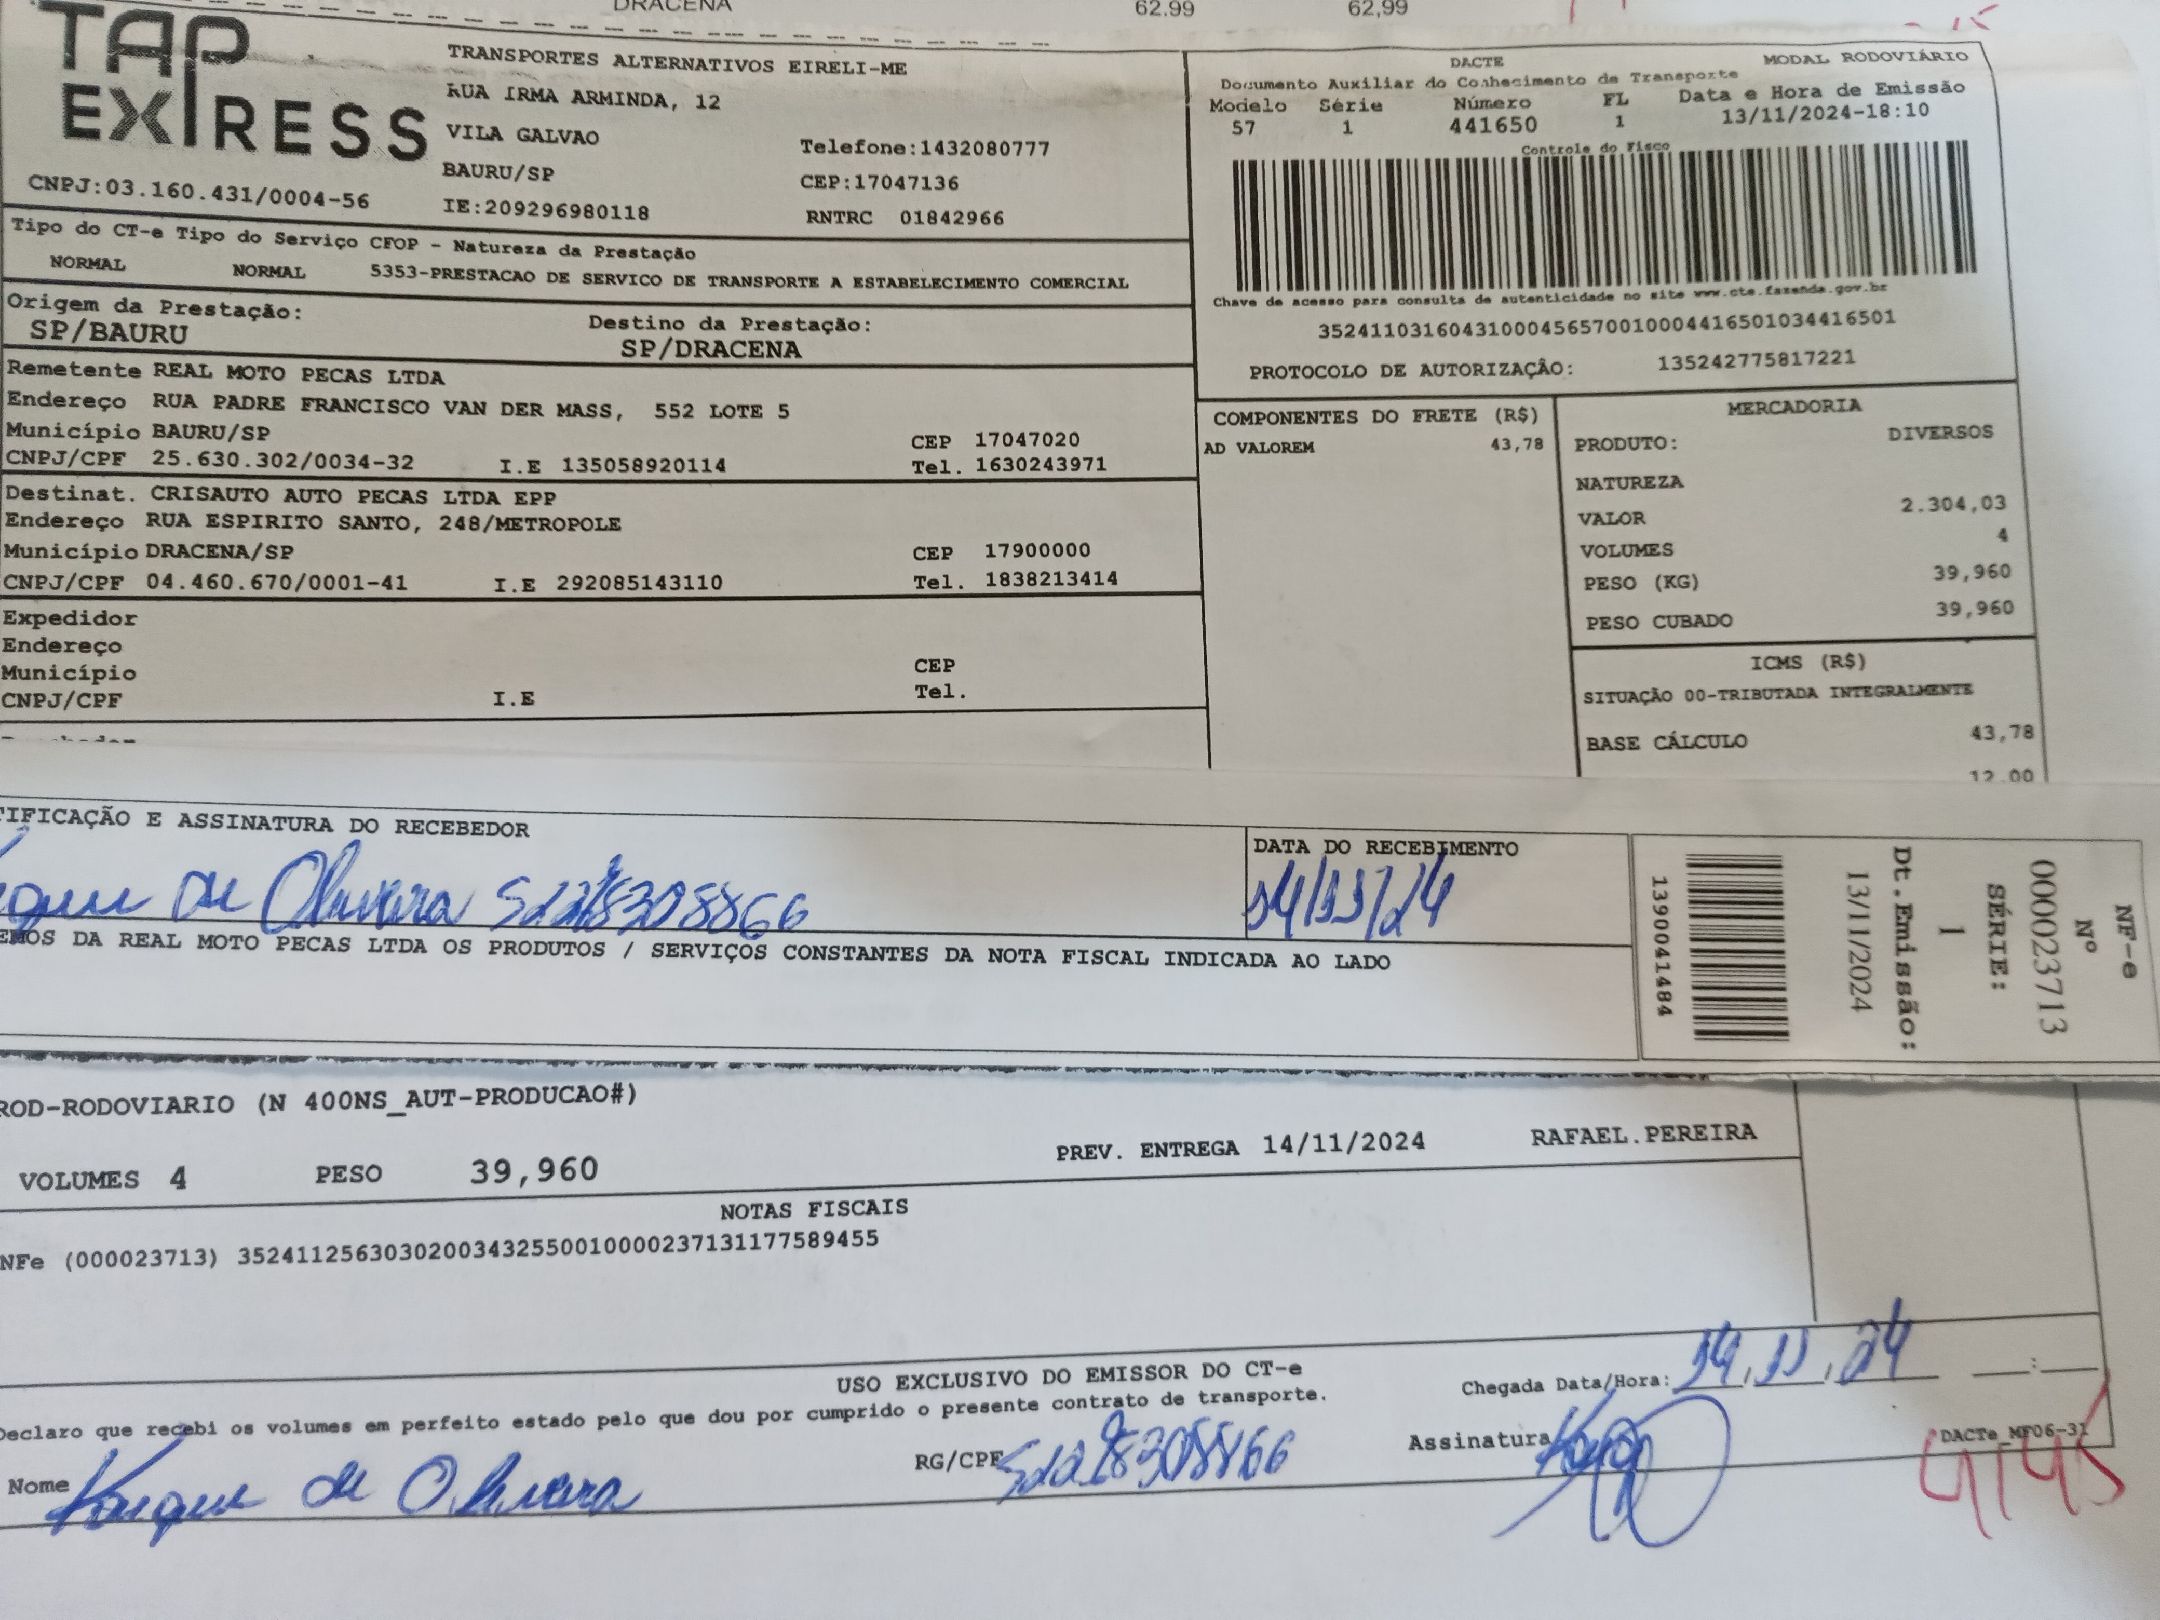 DRACENA 62.99 62,99
TAP EXPRESS
TRANSPORTES ALTERNATIVOS EIRELI-ME
RUA IRMA ARMINDA, 12
VILA GALVAO Telefone:1432080777
BAURU/SP CEP:17047136
CNPJ:03.160.431/0004-56 IE:209296980118 RNTRC 01842966
DACTE MODAL RODOVIÁRIO
Documento Auxiliar do Conhecimento de Transporte
Modelo Série Número FL Data e Hora de Emissão
57 1 441650 1 13/11/2024-18:10
Controle do Fisco
Chave de acesso para consulta de autenticidade no site www.cte.fazenda.gov.br
35241103160431000456570010004416501034416501
PROTOCOLO DE AUTORIZAÇÃO: 135242775817221
Tipo do CT-e Tipo do Serviço CFOP - Natureza da Prestação
NORMAL NORMAL 5353-PRESTACAO DE SERVICO DE TRANSPORTE A ESTABELECIMENTO COMERCIAL
Origem da Prestação: Destino da Prestação:
SP/BAURU SP/DRACENA
Remetente REAL MOTO PECAS LTDA
Endereço RUA PADRE FRANCISCO VAN DER MASS, 552 LOTE 5
Município BAURU/SP CEP 17047020
CNPJ/CPF 25.630.302/0034-32 I.E 135058920114 Tel. 1630243971
Destinat. CRISAUTO AUTO PECAS LTDA EPP
Endereço RUA ESPIRITO SANTO, 248/METROPOLE
Município DRACENA/SP CEP 17900000
CNPJ/CPF 04.460.670/0001-41 I.E 292085143110 Tel. 1838213414
Expedidor
Endereço
Município CEP
CNPJ/CPF I.E Tel.
COMPONENTES DO FRETE (R$)
AD VALOREM 43,78
MERCADORIA
PRODUTO: DIVERSOS
NATUREZA
VALOR 2.304,03
VOLUMES 4
PESO (KG) 39,960
PESO CUBADO 39,960
ICMS (R$)
SITUAÇÃO 00-TRIBUTADA INTEGRALMENTE
BASE CÁLCULO 43,78
12,00
TIFICAÇÃO E ASSINATURA DO RECEBEDOR
de Oliveira
DATA DO RECEBIMENTO
14/11/24
EMOS DA REAL MOTO PECAS LTDA OS PRODUTOS / SERVIÇOS CONSTANTES DA NOTA FISCAL INDICADA AO LADO
NF-e
Nº
000023713
SÉRIE:
1
Dt.Emissão:
13/11/2024
1390041484
ROD-RODOVIARIO (N 400NS_AUT-PRODUCAO#)
VOLUMES 4 PESO 39,960 PREV. ENTREGA 14/11/2024 RAFAEL.PEREIRA
NOTAS FISCAIS
NFe (000023713) 35241125630302003432550010000237131177589455
USO EXCLUSIVO DO EMISSOR DO CT-e
Declaro que recebi os volumes em perfeito estado pelo que dou por cumprido o presente contrato de transporte.
Chegada Data/Hora: 14.11.24 :
Nome Kaique de Oliveira RG/CPF Assinatura
DACTe_MF06-31